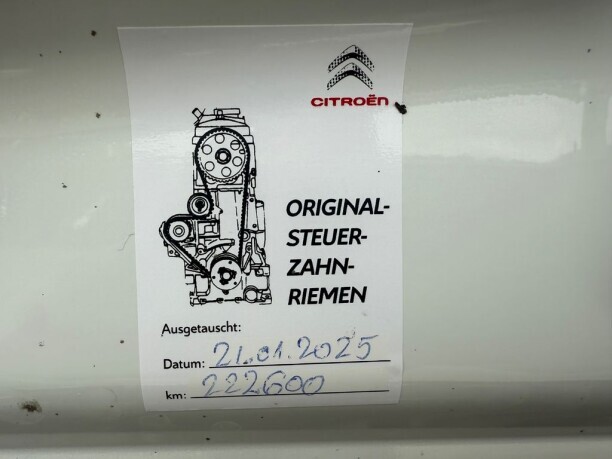 CITROËN
ORIGINAL-
STEUER-
ZAHN-
RIEMEN
Ausgetauscht:
Datum: 21.01.2025
km: 222600